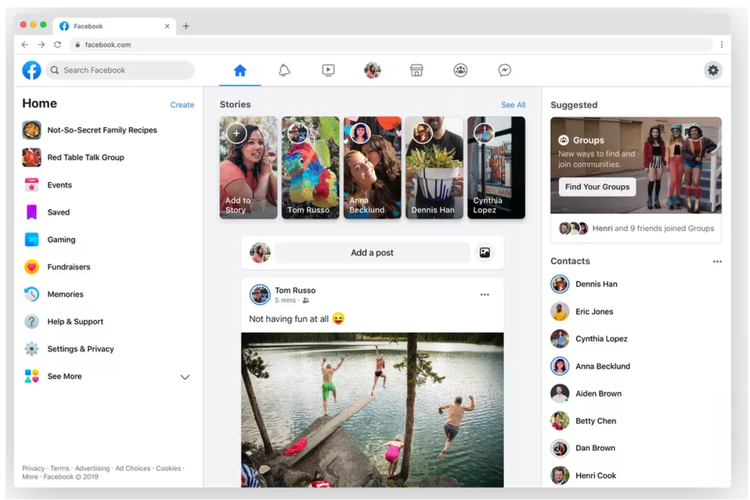 Facebook
facebook.com
Search Facebook
Home
Create
Not-So-Secret Family Recipes
Red Table Talk Group
Events
Saved
Gaming
Fundraisers
Memories
Help & Support
Settings & Privacy
See More
Privacy · Terms · Advertising · Ad Choices · Cookies ·
More · Facebook © 2019
Stories
See All
Add to
Story
Tom Russo
Anna
Becklund
Dennis Han
Cynthia
Lopez
Add a post
Tom Russo
5 mins ·
Not having fun at all 😜
Suggested
Groups
New ways to find and
join communities.
Find Your Groups
Henri and 9 friends joined Groups
Contacts
Dennis Han
Eric Jones
Cynthia Lopez
Anna Becklund
Aiden Brown
Betty Chen
Dan Brown
Henri Cook